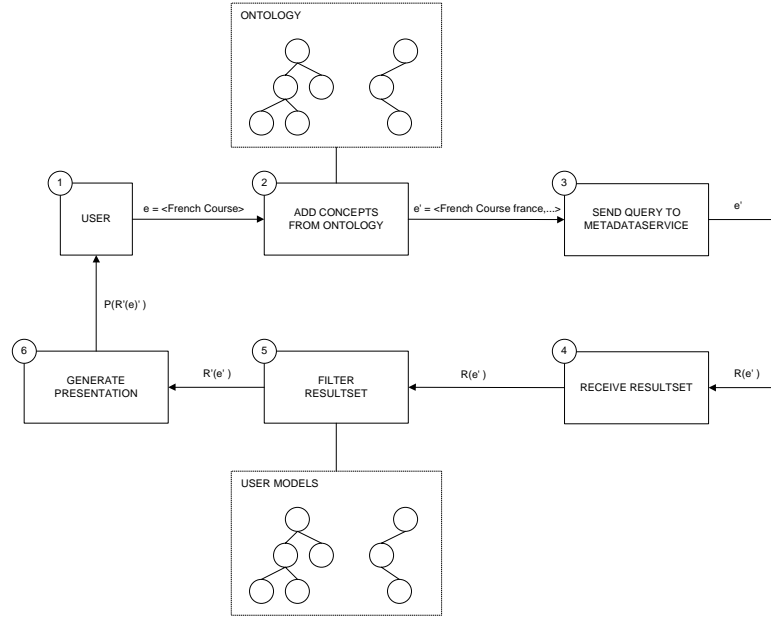 ONTOLOGY
1
2
3
USER
e = <French Course>
ADD CONCEPTS
FROM ONTOLOGY
e' = <French Course france,...>
SEND QUERY TO
METADATASERVICE
e'
P(R'(e)' )
6
5
4
GENERATE
PRESENTATION
R'(e' )
FILTER
RESULTSET
R(e' )
RECEIVE RESULTSET
R(e' )
USER MODELS